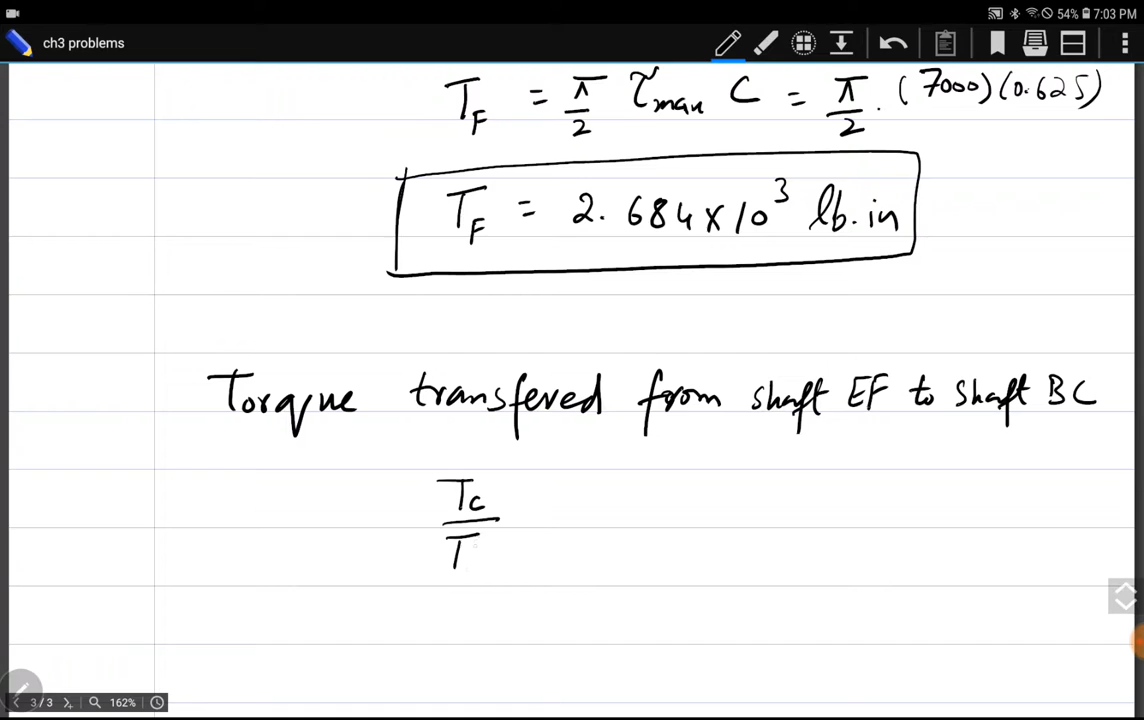 54% 7:03 PM
ch3 problems
T_F = π/2 τ_max C = π/2 . (7000)(0.625)
T_F = 2.684 x 10^3 lb.in
Torque transfered from shaft EF to shaft BC
Tc
T
3/3 162%